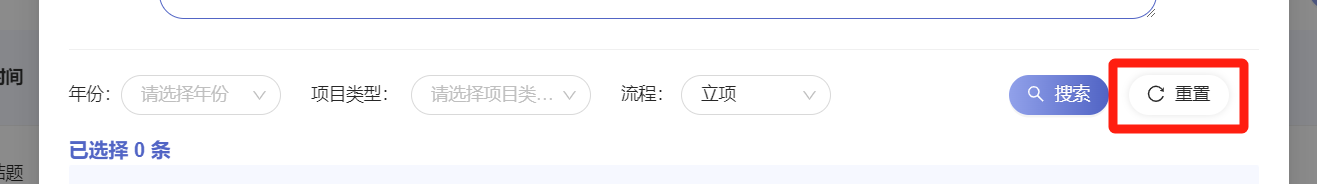 时间
年份： 请选择年份 项目类型： 请选择项目类... 流程： 立项 搜索 重置
已选择 0 条
结题